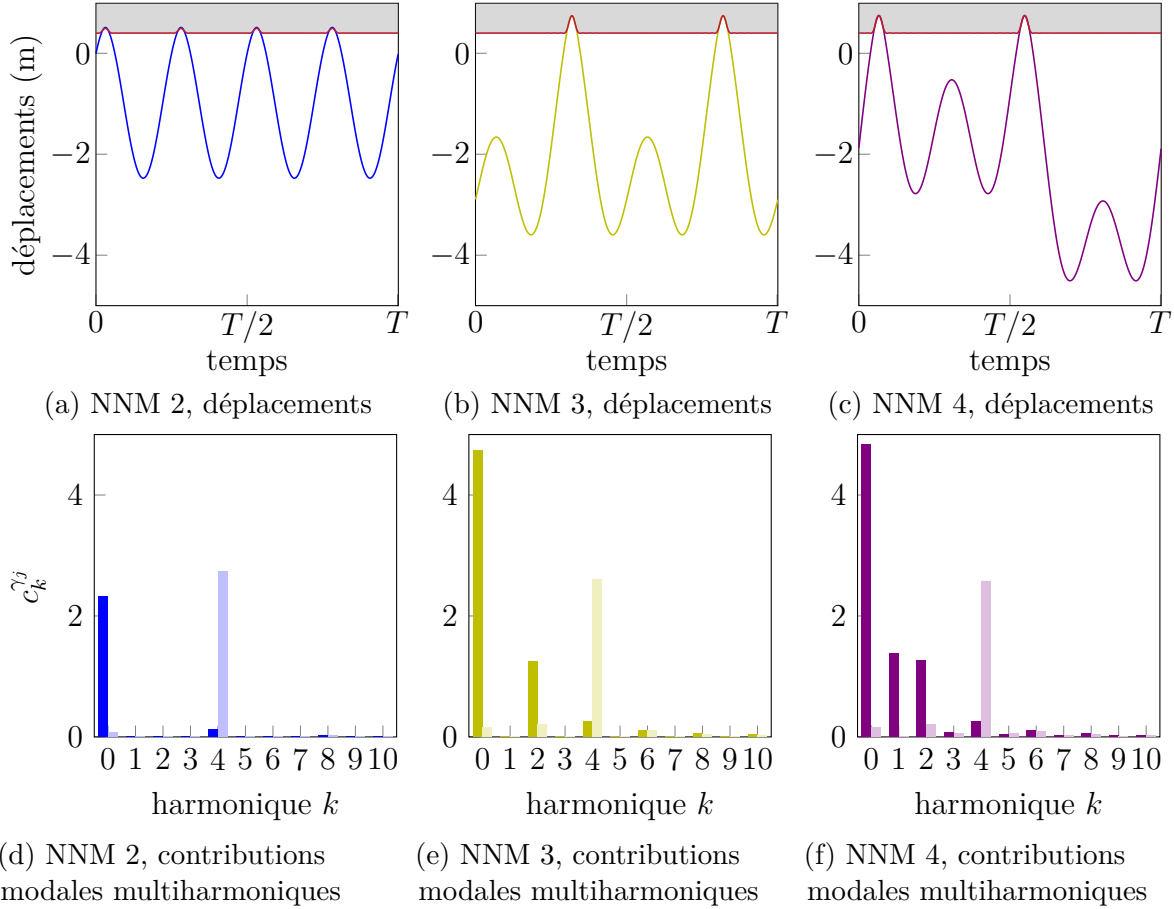 déplacements (m)
0
−2
−4
0
T/2
T
temps
(a) NNM 2, déplacements
0
−2
−4
0
T/2
T
temps
(b) NNM 3, déplacements
0
−2
−4
0
T/2
T
temps
(c) NNM 4, déplacements
c_k^{γ_j}
4
2
0
0 1 2 3 4 5 6 7 8 9 10
harmonique k
(d) NNM 2, contributions
modales multiharmoniques
4
2
0
0 1 2 3 4 5 6 7 8 9 10
harmonique k
(e) NNM 3, contributions
modales multiharmoniques
4
2
0
0 1 2 3 4 5 6 7 8 9 10
harmonique k
(f) NNM 4, contributions
modales multiharmoniques